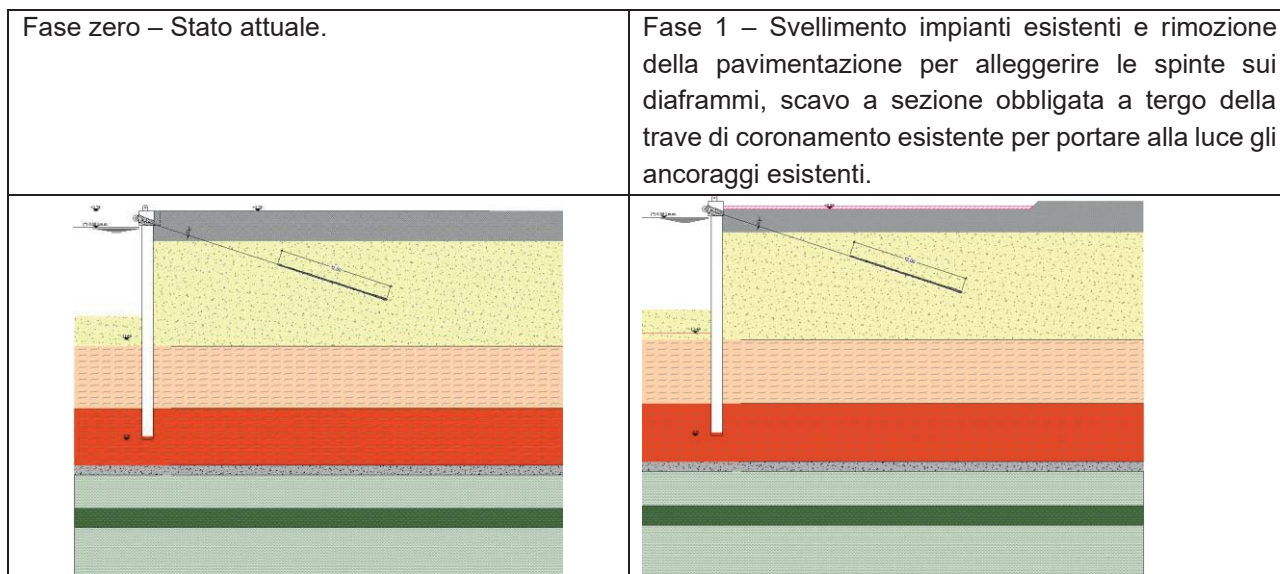 Fase zero – Stato attuale.
Fase 1 – Svellimento impianti esistenti e rimozione
della pavimentazione per alleggerire le spinte sui
diaframmi, scavo a sezione obbligata a tergo della
trave di coronamento esistente per portare alla luce gli
ancoraggi esistenti.